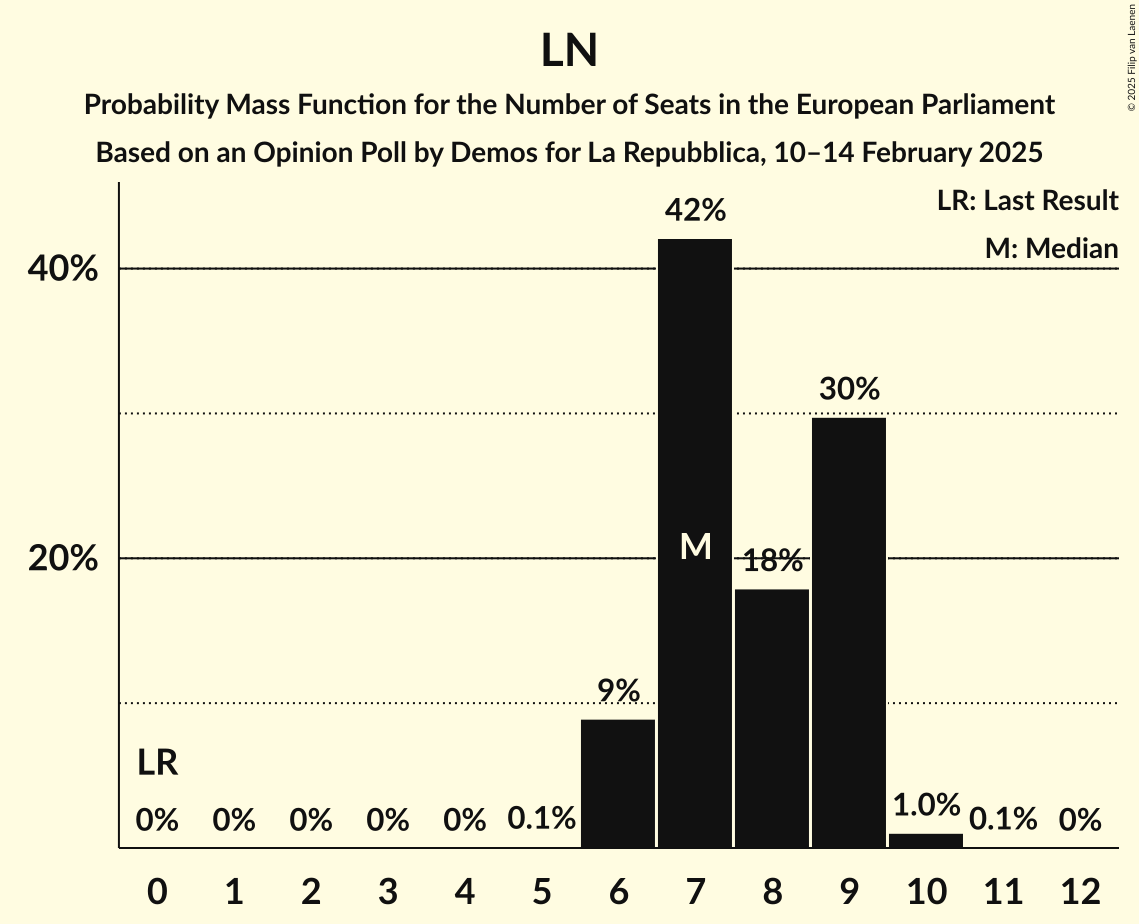 LN
Probability Mass Function for the Number of Seats in the European Parliament
Based on an Opinion Poll by Demos for La Repubblica, 10–14 February 2025
© 2025 Filip van Laenen
LR: Last Result
M: Median
42%
40%
30%
M
20%
18%
9%
LR
0%
0%
0%
0%
0%
0.1%
1.0%
0.1%
0%
0 1 2 3 4 5 6 7 8 9 10 11 12